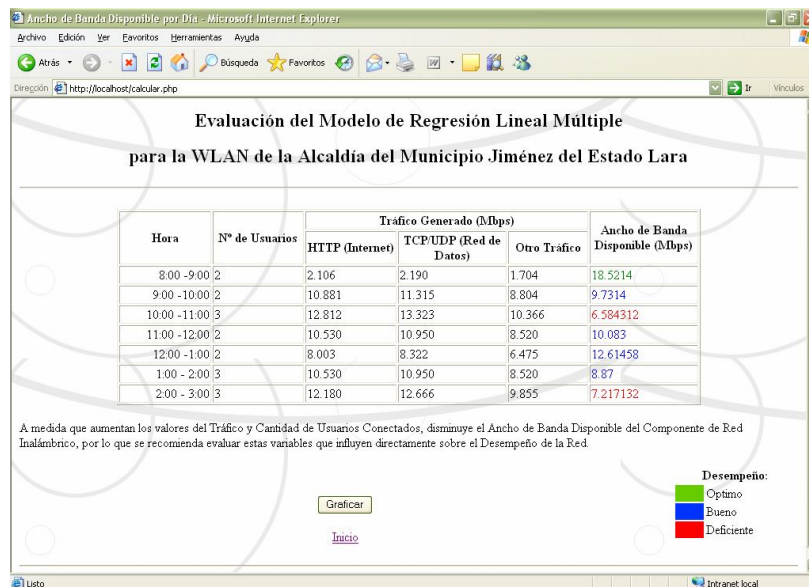 Ancho de Banda Disponible por Día - Microsoft Internet Explorer
Archivo Edición Ver Favoritos Herramientas Ayuda
Atrás Búsqueda Favoritos
Dirección http://localhost/calcular.php Ir Vínculos
Evaluación del Modelo de Regresión Lineal Múltiple
para la WLAN de la Alcaldía del Municipio Jiménez del Estado Lara
Hora Nº de Usuarios Tráfico Generado (Mbps) Ancho de Banda Disponible (Mbps)
HTTP (Internet) TCP/UDP (Red de Datos) Otro Tráfico
8:00 -9:00 2 2.106 2.190 1.704 18.5214
9:00 -10:00 2 10.881 11.315 8.804 9.7314
10:00 -11:00 3 12.812 13.323 10.366 6.584312
11:00 -12:00 2 10.530 10.950 8.520 10.083
12:00 -1:00 2 8.003 8.322 6.475 12.61458
1:00 - 2:00 3 10.530 10.950 8.520 8.87
2:00 - 3:00 3 12.180 12.666 9.855 7.217132
A medida que aumentan los valores del Tráfico y Cantidad de Usuarios Conectados, disminuye el Ancho de Banda Disponible del Componente de Red
Inalámbrico, por lo que se recomienda evaluar estas variables que influyen directamente sobre el Desempeño de la Red.
Desempeño:
Optimo
Bueno
Deficiente
Graficar
Inicio
Listo Intranet local